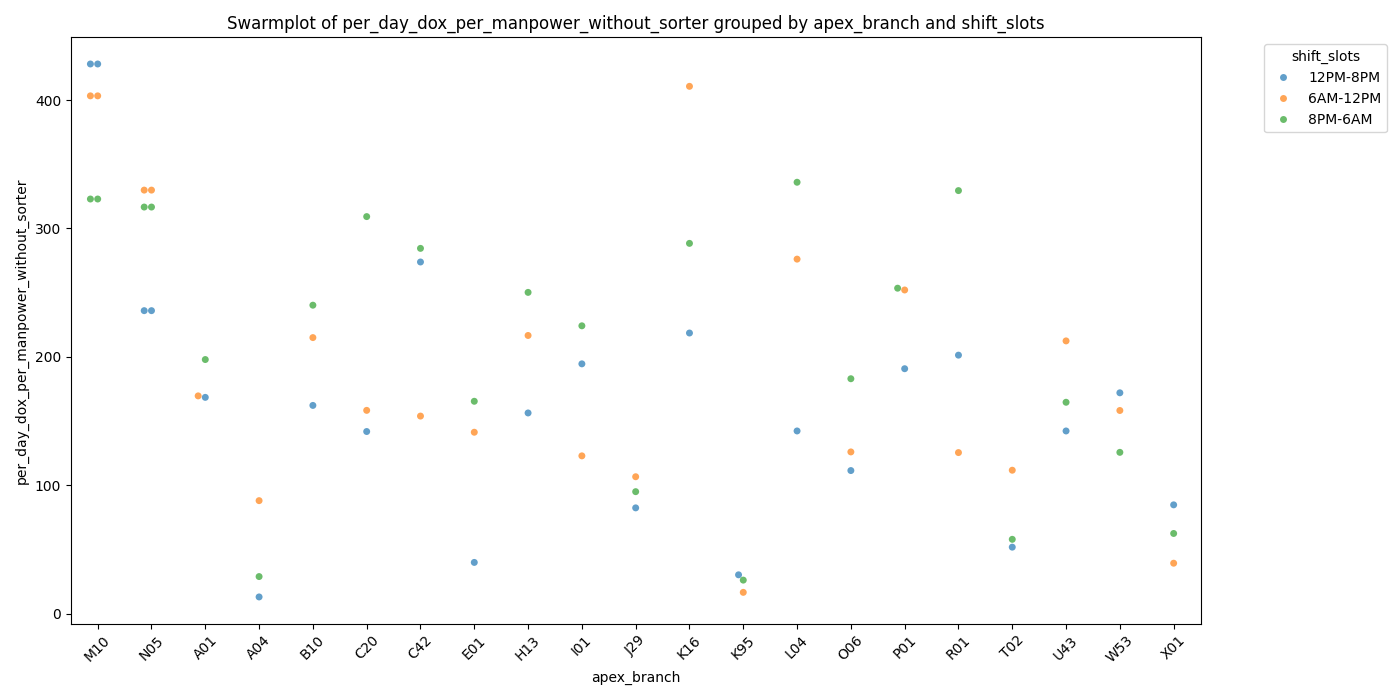 Swarmplot of per_day_dox_per_manpower_without_sorter grouped by apex_branch and shift_slots
shift_slots
12PM-8PM
6AM-12PM
8PM-6AM
per_day_dox_per_manpower_without_sorter
400
300
200
100
0
M10 N05 A01 A04 B10 C20 C42 E01 H13 I01 J29 K16 K95 L04 O06 P01 R01 T02 U43 W53 X01
apex_branch